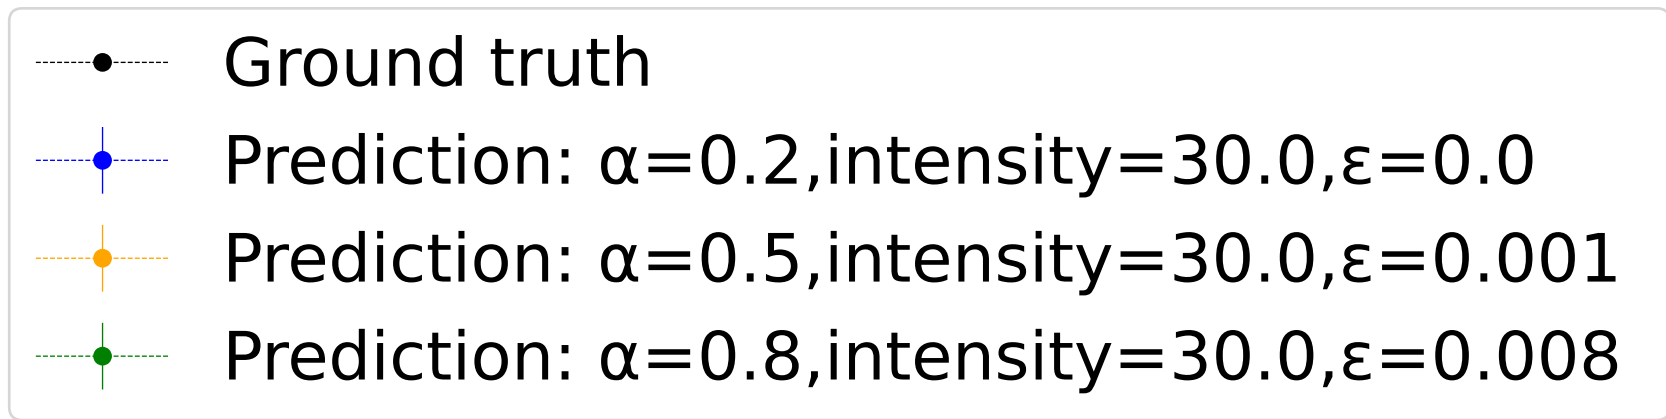 Ground truth
Prediction: α=0.2,intensity=30.0,ε=0.0
Prediction: α=0.5,intensity=30.0,ε=0.001
Prediction: α=0.8,intensity=30.0,ε=0.008